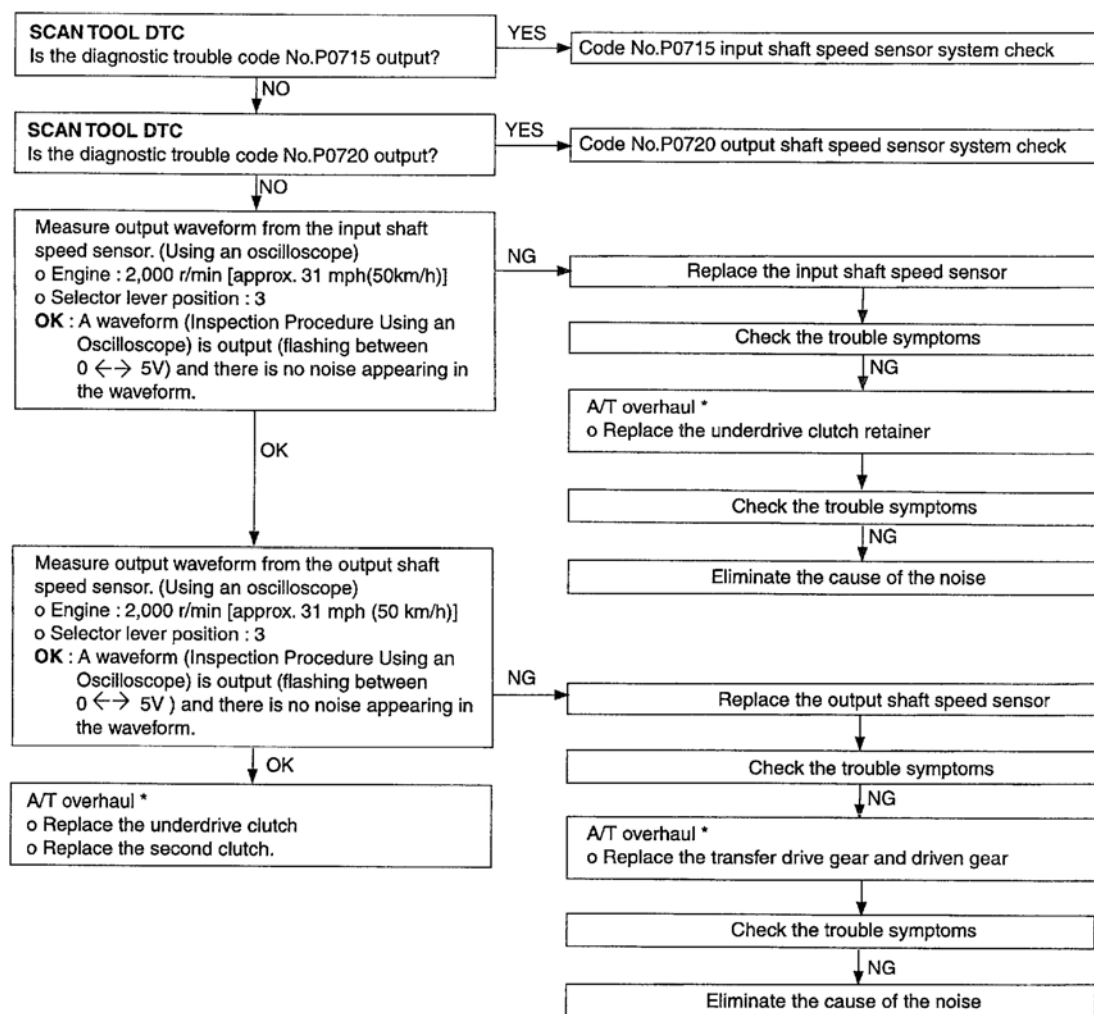 SCAN TOOL DTC
Is the diagnostic trouble code No.P0715 output?
YES
Code No.P0715 input shaft speed sensor system check
NO
SCAN TOOL DTC
Is the diagnostic trouble code No.P0720 output?
YES
Code No.P0720 output shaft speed sensor system check
NO
Measure output waveform from the input shaft
speed sensor. (Using an oscilloscope)
o Engine : 2,000 r/min [approx. 31 mph(50km/h)]
o Selector lever position : 3
OK : A waveform (Inspection Procedure Using an
Oscilloscope) is output (flashing between
0 ←→ 5V) and there is no noise appearing in
the waveform.
NG
Replace the input shaft speed sensor
Check the trouble symptoms
NG
A/T overhaul *
o Replace the underdrive clutch retainer
Check the trouble symptoms
NG
Eliminate the cause of the noise
OK
Measure output waveform from the output shaft
speed sensor. (Using an oscilloscope)
o Engine : 2,000 r/min [approx. 31 mph (50 km/h)]
o Selector lever position : 3
OK : A waveform (Inspection Procedure Using an
Oscilloscope) is output (flashing between
0 ←→ 5V ) and there is no noise appearing in
the waveform.
NG
Replace the output shaft speed sensor
Check the trouble symptoms
NG
A/T overhaul *
o Replace the transfer drive gear and driven gear
Check the trouble symptoms
NG
Eliminate the cause of the noise
OK
A/T overhaul *
o Replace the underdrive clutch
o Replace the second clutch.